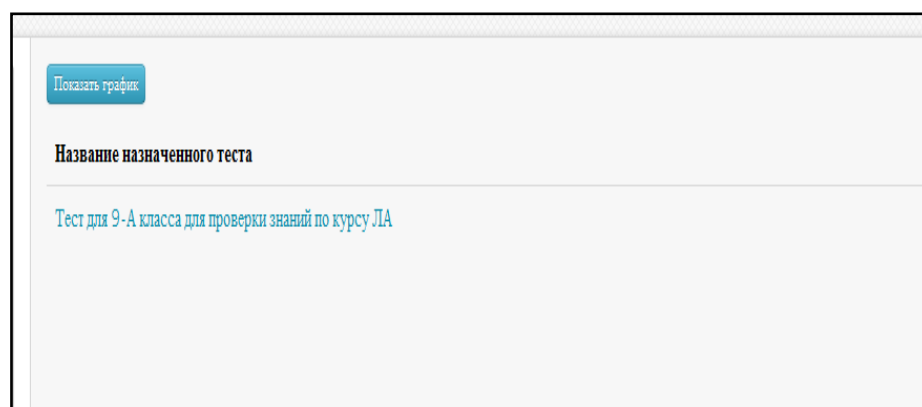 Показать график
Название назначенного теста
Тест для 9-А класса для проверки знаний по курсу ЛА